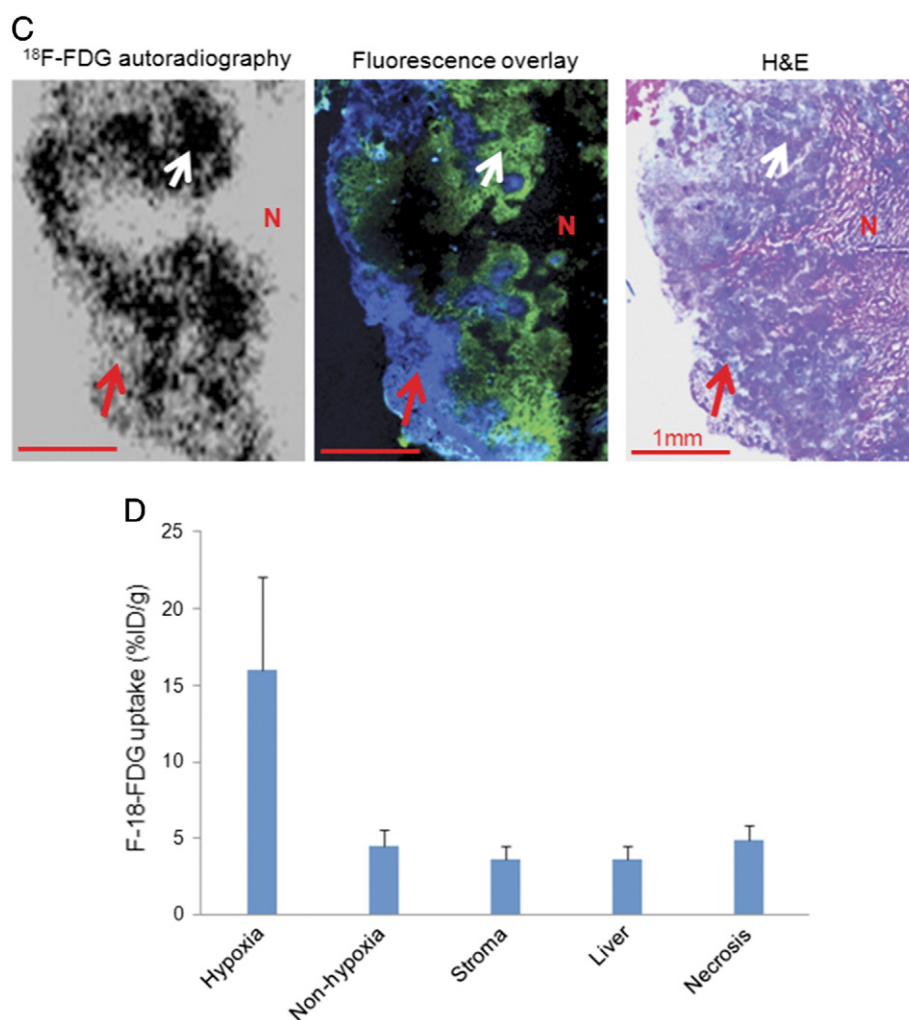 C
¹⁸F-FDG autoradiography Fluorescence overlay H&E
N N N
1mm
D
F-18-FDG uptake (%ID/g)
25
20
15
10
5
0
Hypoxia
Non-hypoxia
Stroma
Liver
Necrosis